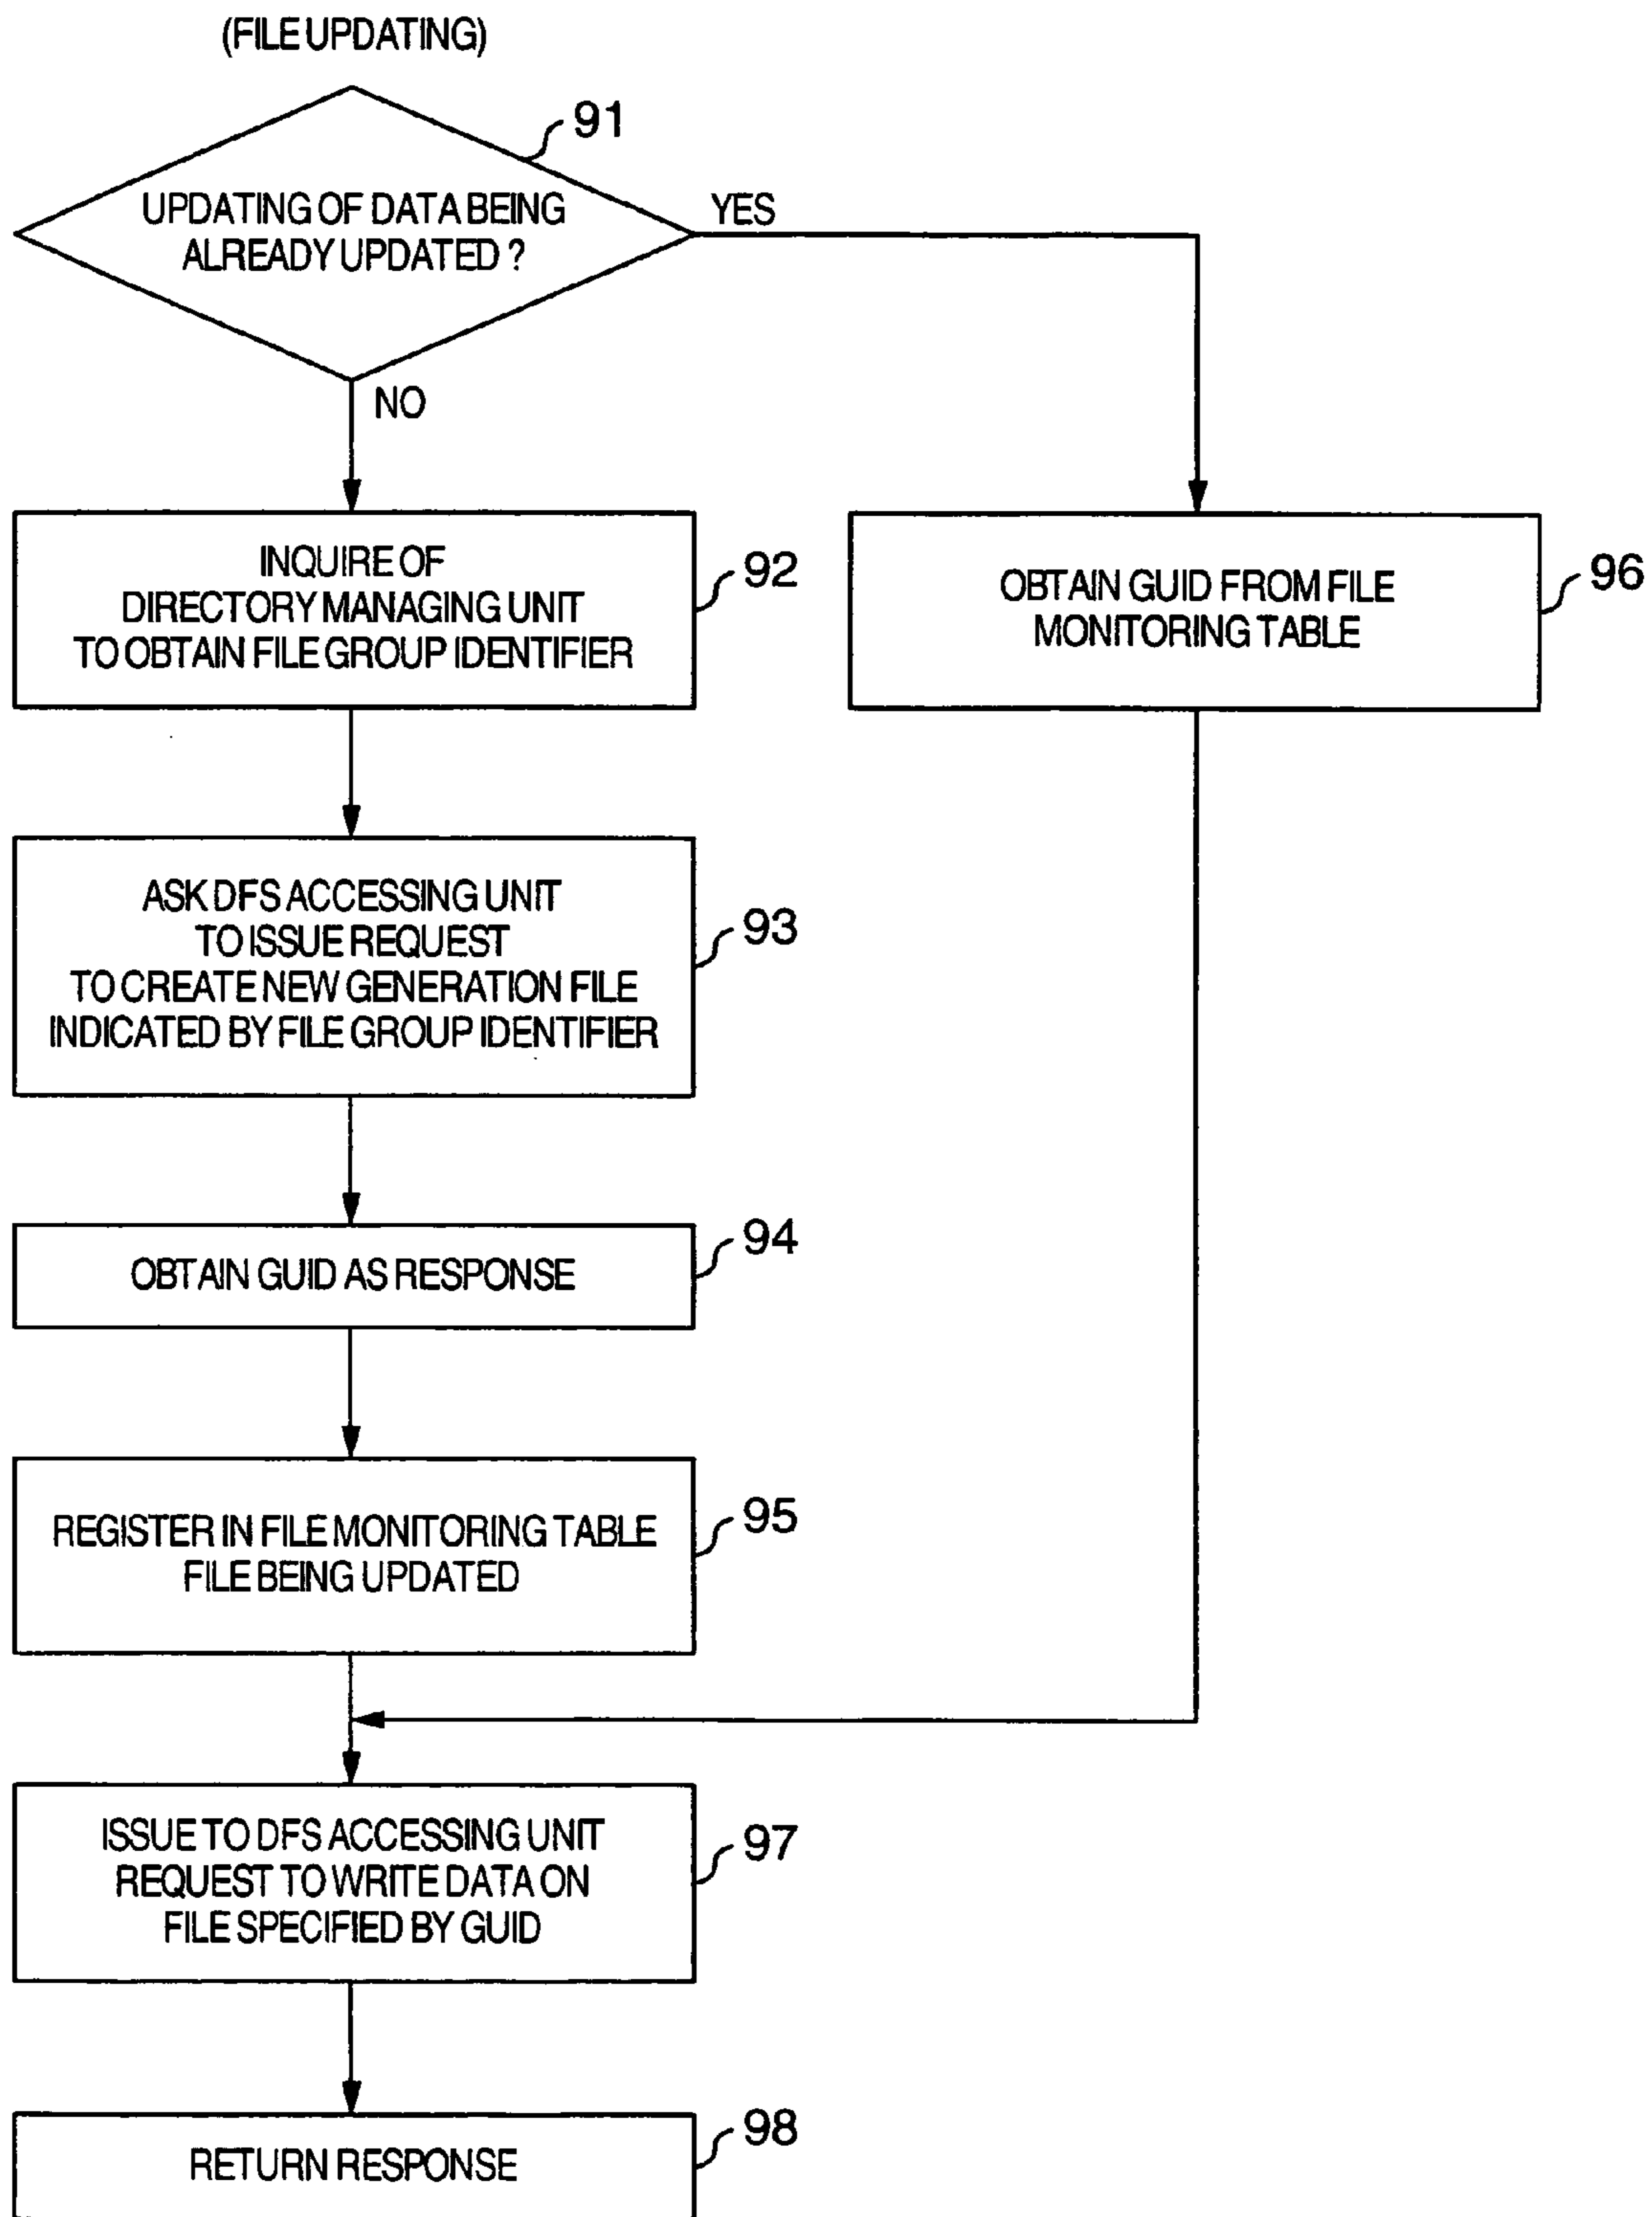 (FILE UPDATING)
91
UPDATING OF DATA BEING
ALREADY UPDATED ?
YES
NO
INQUIRE OF
DIRECTORY MANAGING UNIT
TO OBTAIN FILE GROUP IDENTIFIER
92
OBTAIN GUID FROM FILE
MONITORING TABLE
96
ASK DFS ACCESSING UNIT
TO ISSUE REQUEST
TO CREATE NEW GENERATION FILE
INDICATED BY FILE GROUP IDENTIFIER
93
OBTAIN GUID AS RESPONSE
94
REGISTER IN FILE MONITORING TABLE
FILE BEING UPDATED
95
ISSUE TO DFS ACCESSING UNIT
REQUEST TO WRITE DATA ON
FILE SPECIFIED BY GUID
97
RETURN RESPONSE
98